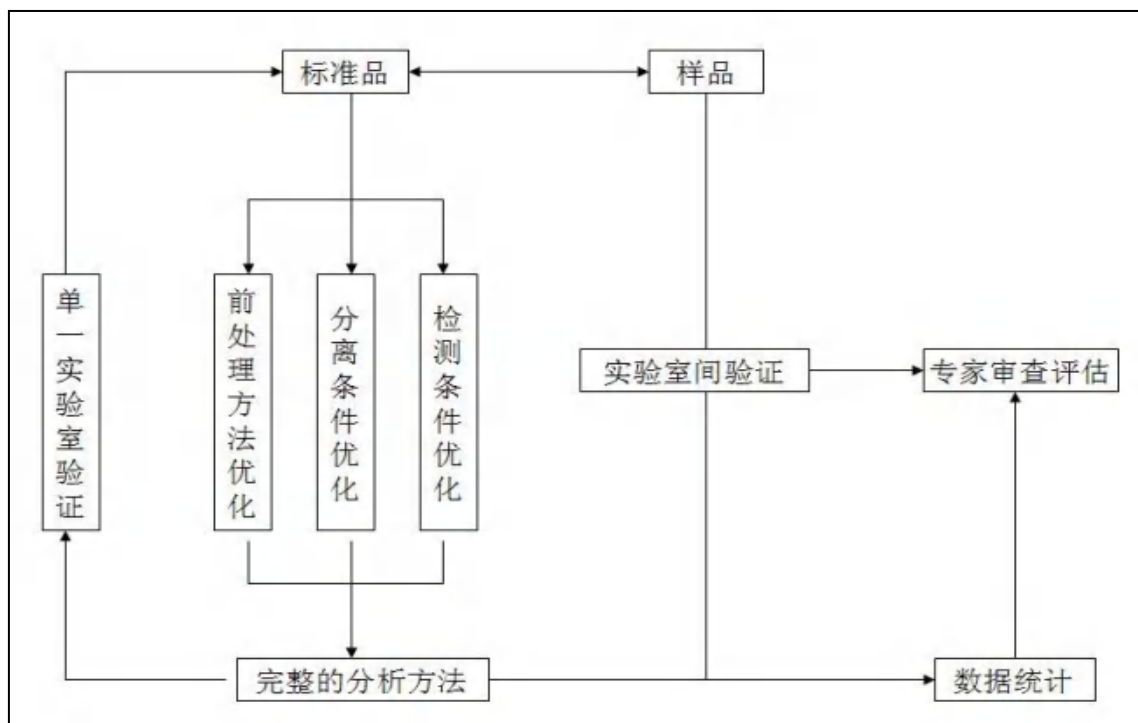 标准品
样品
单一实验室验证
前处理方法优化
分离条件优化
检测条件优化
实验室间验证
专家审查评估
完整的分析方法
数据统计